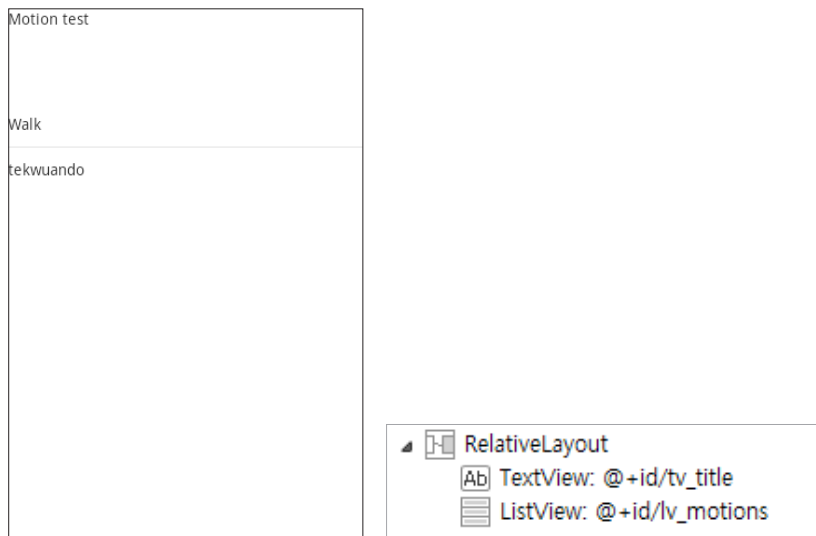 Motion test
Walk
tekwuando
RelativeLayout
Ab TextView: @+id/tv_title
ListView: @+id/lv_motions